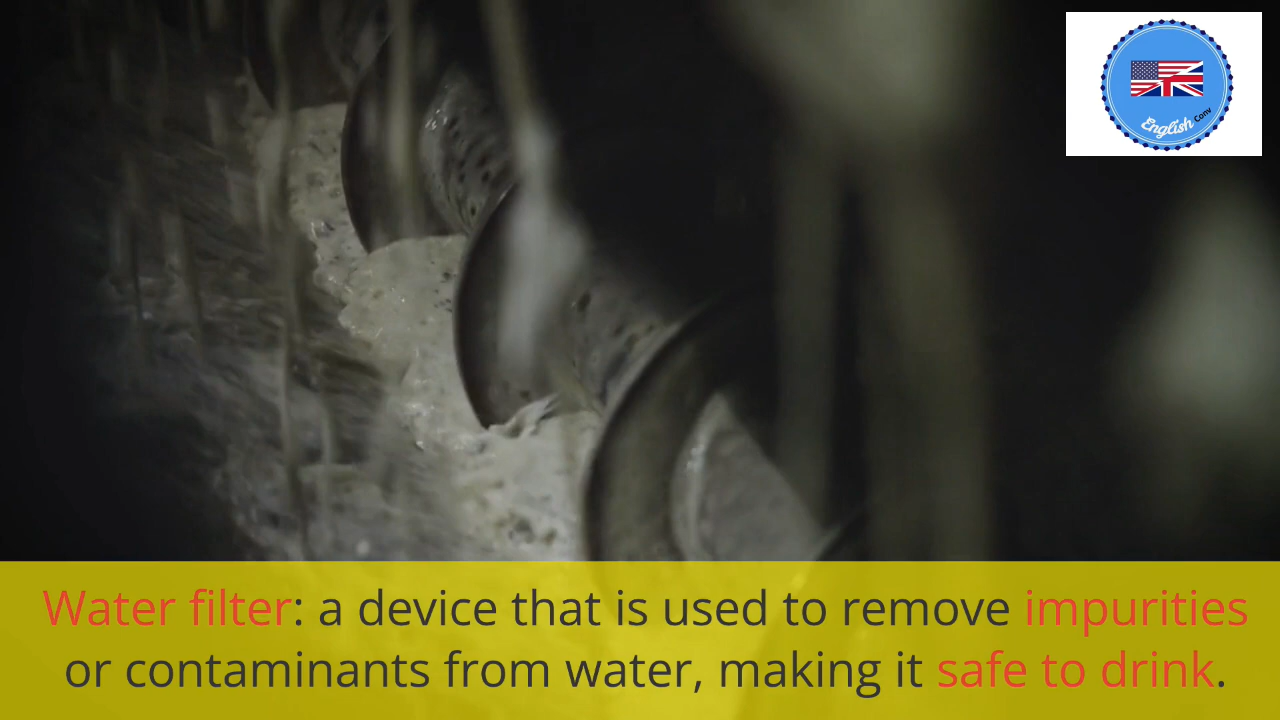 English Conv
Water filter: a device that is used to remove impurities
or contaminants from water, making it safe to drink.